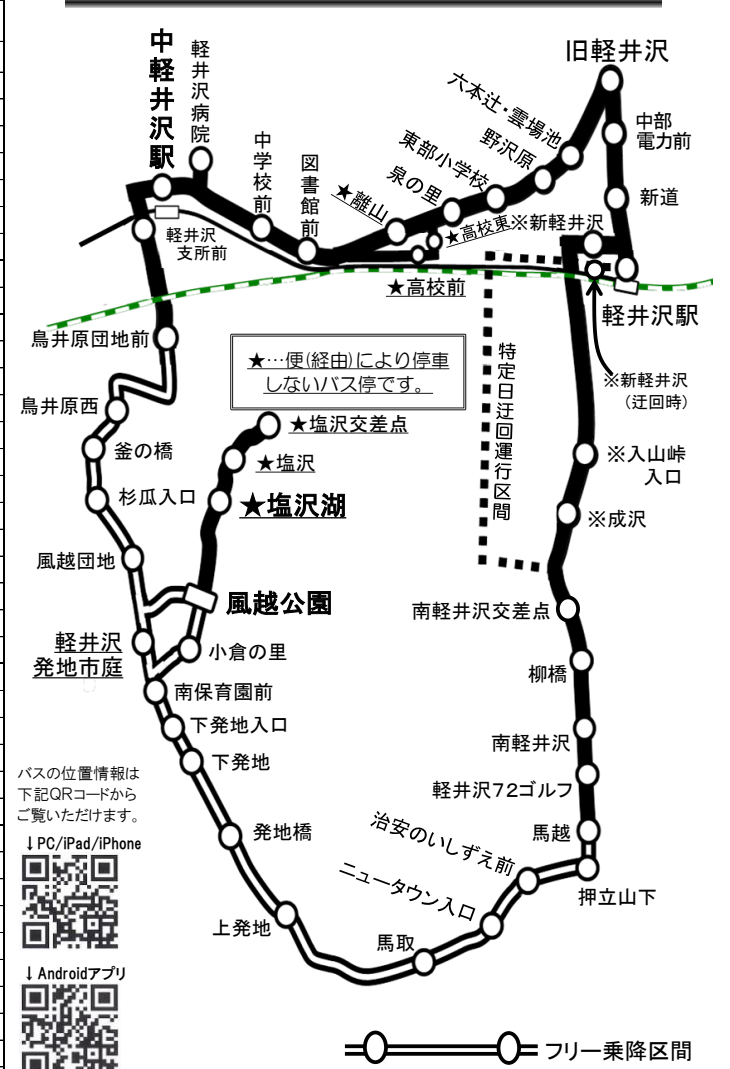 旧軽井沢
中軽井沢駅
軽井沢病院
中学校前
図書館前
★離山
泉の里
東部小学校
野沢原
六本辻・雲場池
中部
電力前
新道
★高校東
※新軽井沢
軽井沢
支所前
★高校前
軽井沢駅
※新軽井沢
(迂回時)
特定日迂回運行区間
鳥井原団地前
★…便(経由)により停車
しないバス停です。
鳥井原西
★塩沢交差点
釜の橋
★塩沢
※入山峠
入口
杉瓜入口
★塩沢湖
※成沢
風越団地
風越公園
南軽井沢交差点
軽井沢
発地市庭
小倉の里
柳橋
南保育園前
下発地入口
南軽井沢
下発地
軽井沢72ゴルフ
バスの位置情報は
下記QRコードから
ご覧いただけます。
↓PC/iPad/iPhone
発地橋
治安のいしずえ前
馬越
ニュータウン入口
押立山下
上発地
馬取
↓Androidアプリ
フリー乗降区間